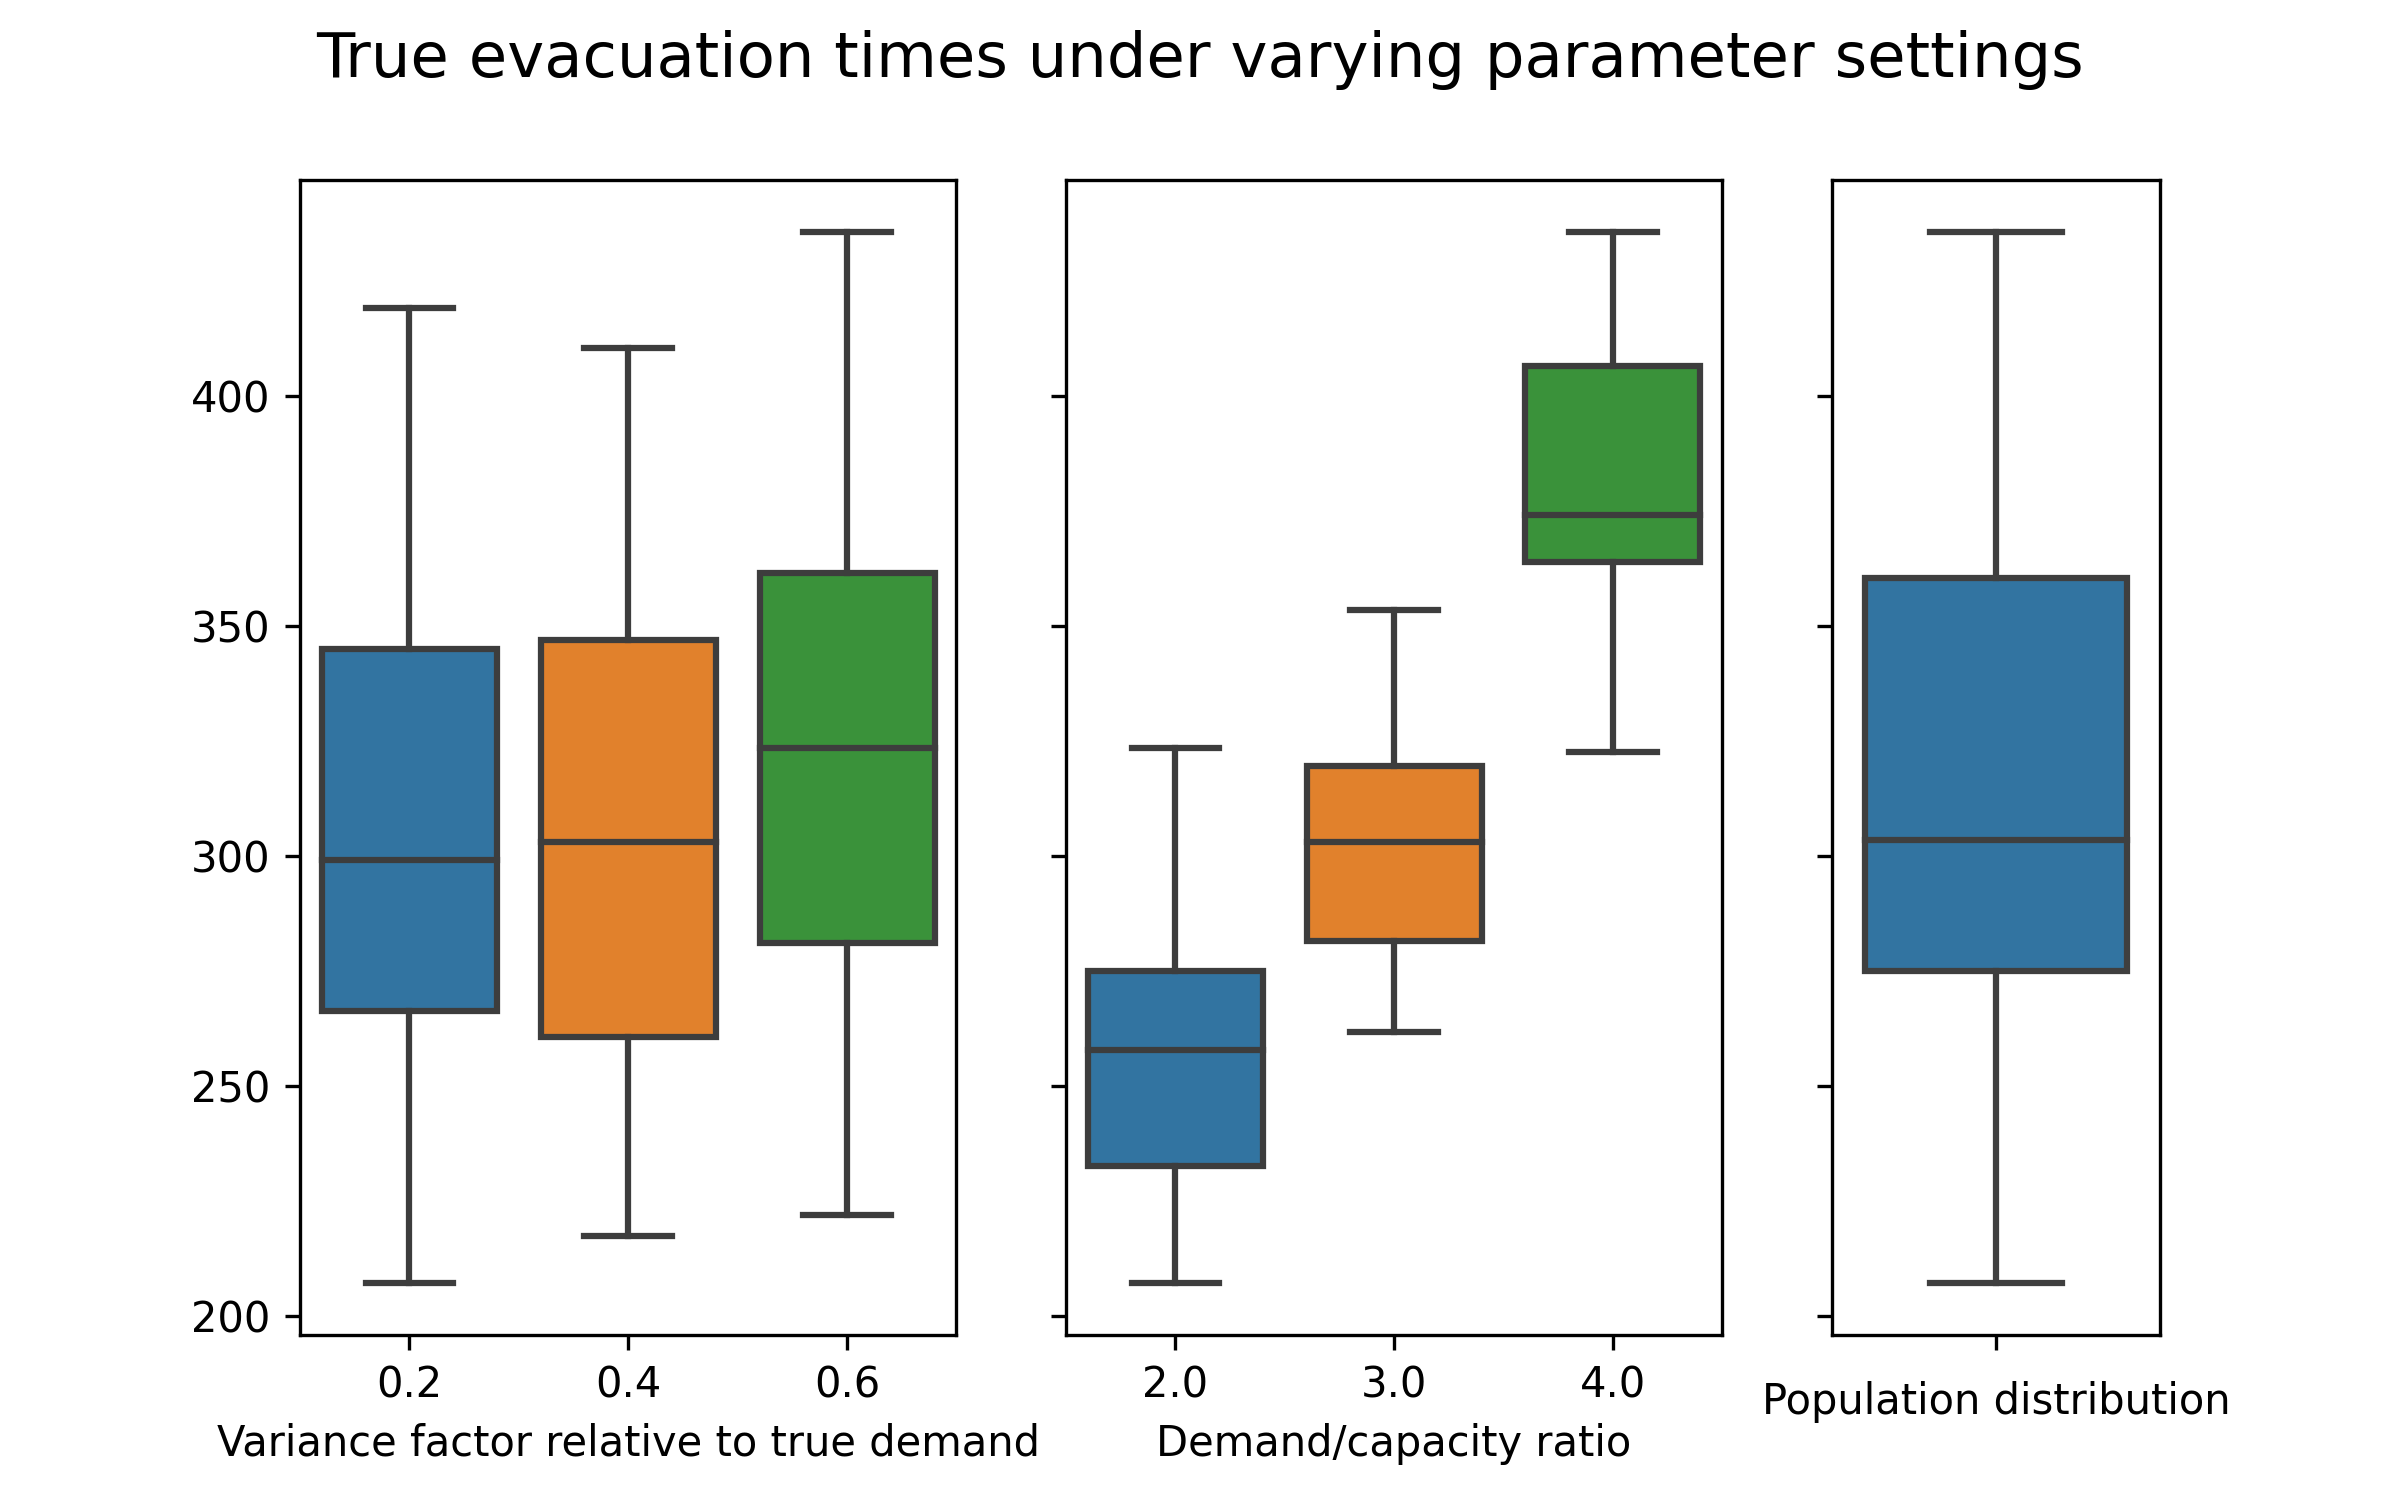 True evacuation times under varying parameter settings
400
350
300
250
200
0.2 0.4 0.6
Variance factor relative to true demand
2.0 3.0 4.0
Demand/capacity ratio
Population distribution